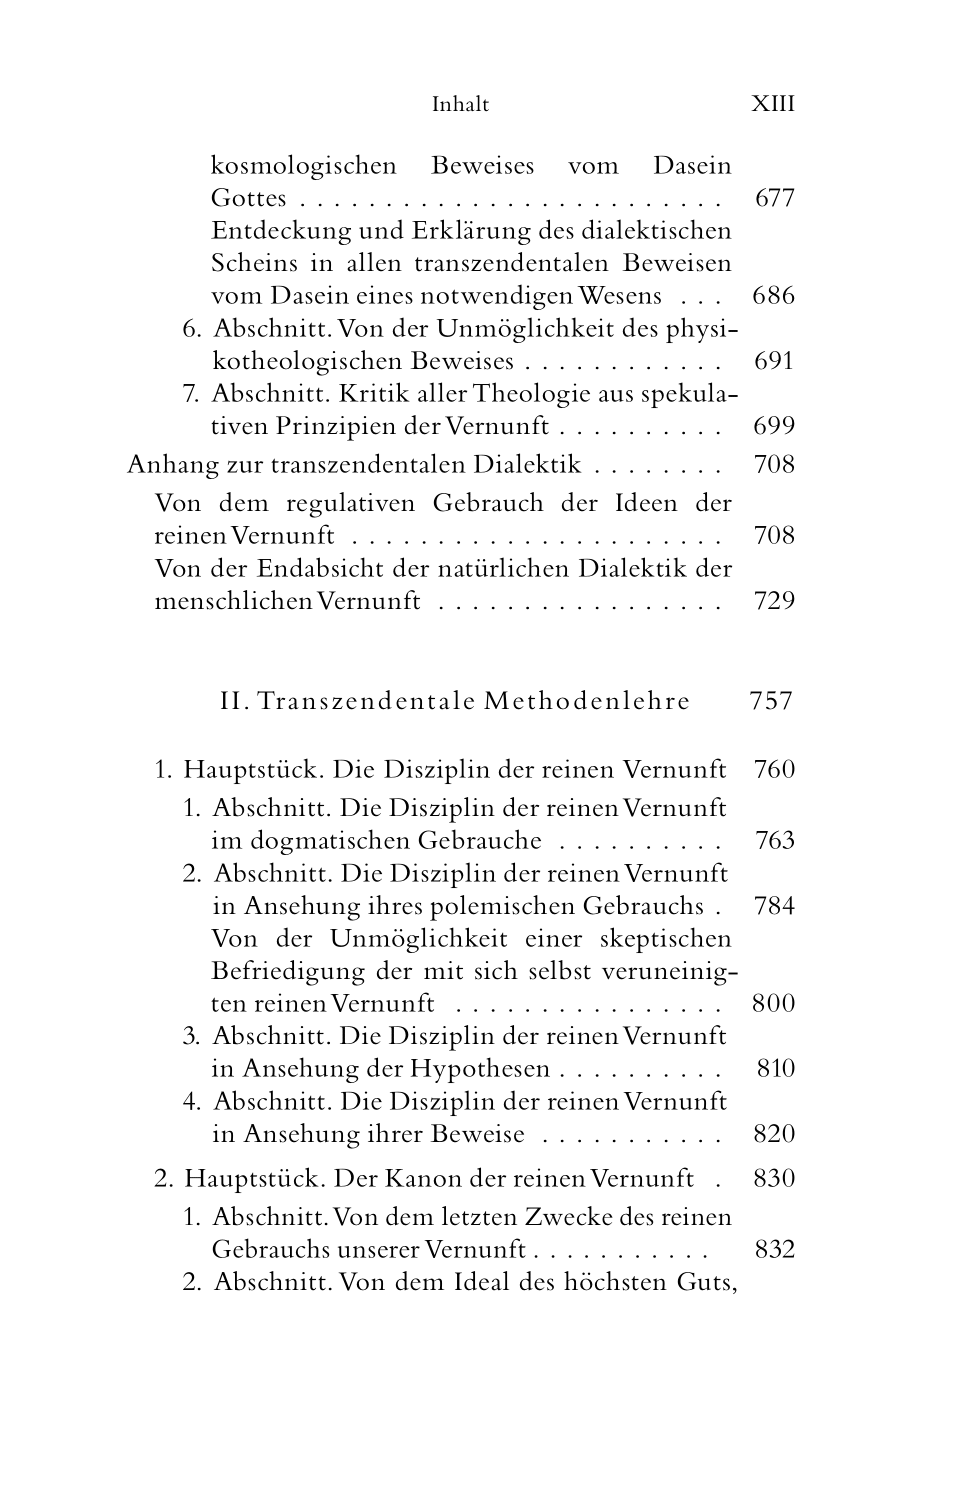 Inhalt XIII
kosmologischen Beweises vom Dasein
Gottes . . . . . . . . . . . . . . . . . . . . . . . . . 677
Entdeckung und Erklärung des dialektischen
Scheins in allen transzendentalen Beweisen
vom Dasein eines notwendigen Wesens . . . 686
6. Abschnitt. Von der Unmöglichkeit des physi-
kotheologischen Beweises . . . . . . . . . . . . 691
7. Abschnitt. Kritik aller Theologie aus spekula-
tiven Prinzipien der Vernunft . . . . . . . . . . 699
Anhang zur transzendentalen Dialektik . . . . . . . . 708
Von dem regulativen Gebrauch der Ideen der
reinen Vernunft . . . . . . . . . . . . . . . . . . . . . . 708
Von der Endabsicht der natürlichen Dialektik der
menschlichen Vernunft . . . . . . . . . . . . . . . . . 729
II. Transzendentale Methodenlehre 757
1. Hauptstück. Die Disziplin der reinen Vernunft 760
1. Abschnitt. Die Disziplin der reinen Vernunft
im dogmatischen Gebrauche . . . . . . . . . . 763
2. Abschnitt. Die Disziplin der reinen Vernunft
in Ansehung ihres polemischen Gebrauchs . 784
Von der Unmöglichkeit einer skeptischen
Befriedigung der mit sich selbst veruneinig-
ten reinen Vernunft . . . . . . . . . . . . . . . . 800
3. Abschnitt. Die Disziplin der reinen Vernunft
in Ansehung der Hypothesen . . . . . . . . . . 810
4. Abschnitt. Die Disziplin der reinen Vernunft
in Ansehung ihrer Beweise . . . . . . . . . . . 820
2. Hauptstück. Der Kanon der reinen Vernunft . 830
1. Abschnitt. Von dem letzten Zwecke des reinen
Gebrauchs unserer Vernunft . . . . . . . . . . . 832
2. Abschnitt. Von dem Ideal des höchsten Guts,